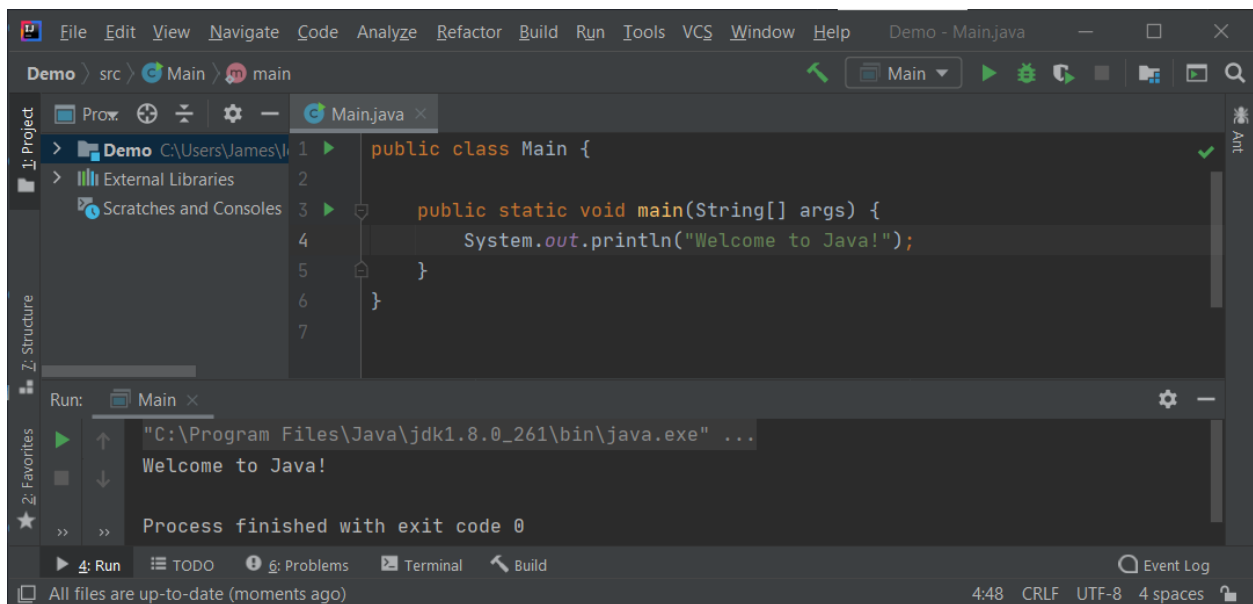 File Edit View Navigate Code Analyze Refactor Build Run Tools VCS Window Help Demo - Main.java
Demo src Main main
Main
1: Project
Main.java
Ant
Demo C:\Users\James\
External Libraries
Scratches and Consoles
1 public class Main {
2
3 public static void main(String[] args) {
4 System.out.println("Welcome to Java!");
5 }
6 }
7
Z: Structure
Run: Main
2: Favorites
"C:\Program Files\Java\jdk1.8.0_261\bin\java.exe" ...
Welcome to Java!
Process finished with exit code 0
4: Run TODO 6: Problems Terminal Build Event Log
All files are up-to-date (moments ago) 4:48 CRLF UTF-8 4 spaces